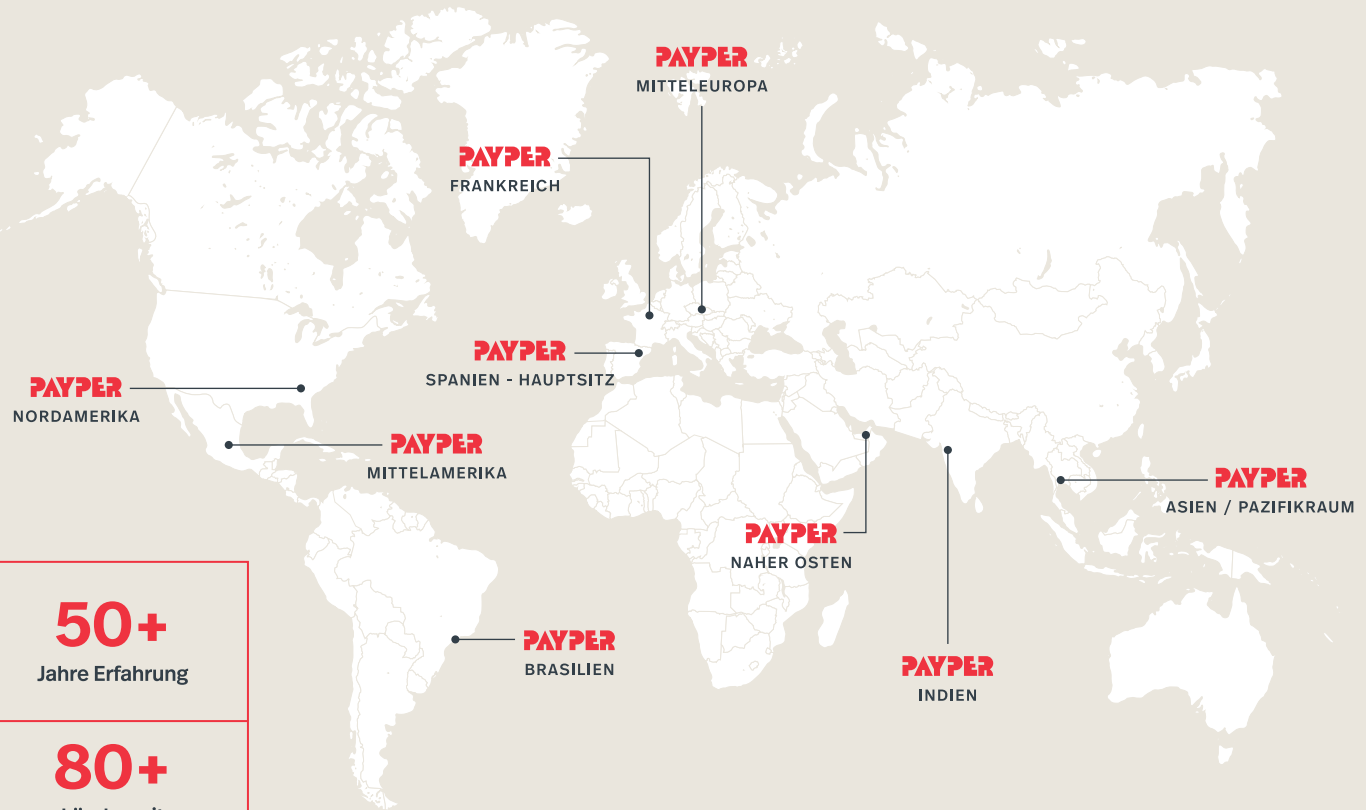 PAYPER
MITTELEUROPA
PAYPER
FRANKREICH
PAYPER
SPANIEN - HAUPTSITZ
PAYPER
NORDAMERIKA
PAYPER
MITTELAMERIKA
PAYPER
ASIEN / PAZIFIKRAUM
PAYPER
NAHER OSTEN
PAYPER
BRASILIEN
PAYPER
INDIEN
50+
Jahre Erfahrung
80+